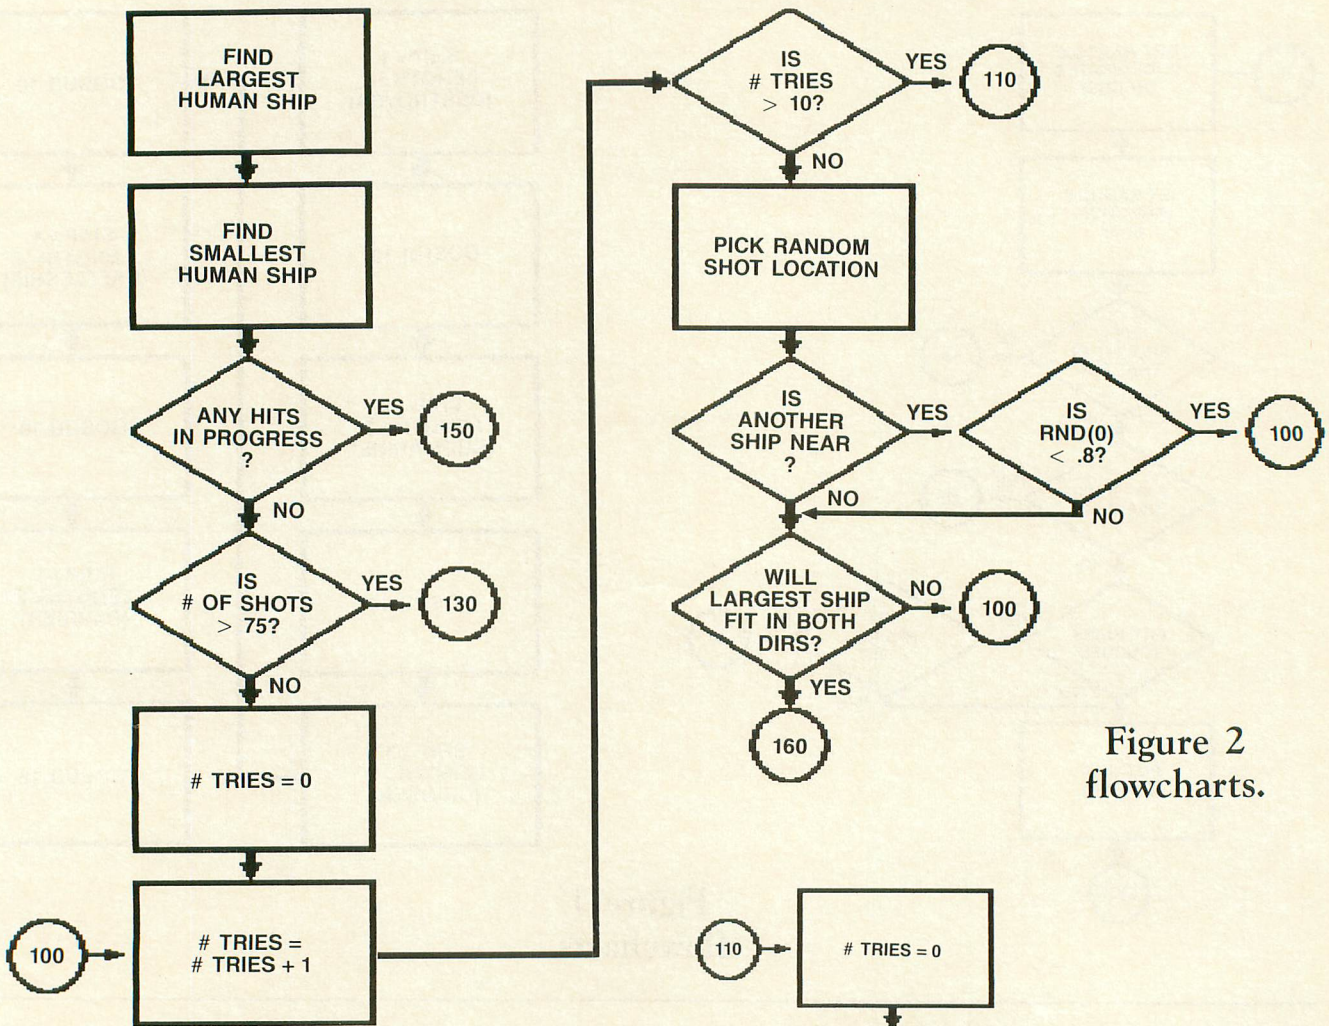 FIND
LARGEST
HUMAN SHIP
FIND
SMALLEST
HUMAN SHIP
ANY HITS
IN PROGRESS
?
YES
150
NO
IS
# OF SHOTS
> 75?
YES
130
NO
# TRIES = 0
100
# TRIES =
# TRIES + 1
IS
# TRIES
> 10?
YES
110
NO
PICK RANDOM
SHOT LOCATION
IS
ANOTHER
SHIP NEAR
?
YES
IS
RND(0)
< .8?
YES
100
NO
NO
WILL
LARGEST SHIP
FIT IN BOTH
DIRS?
NO
100
YES
160
Figure 2
flowcharts.
110
# TRIES = 0